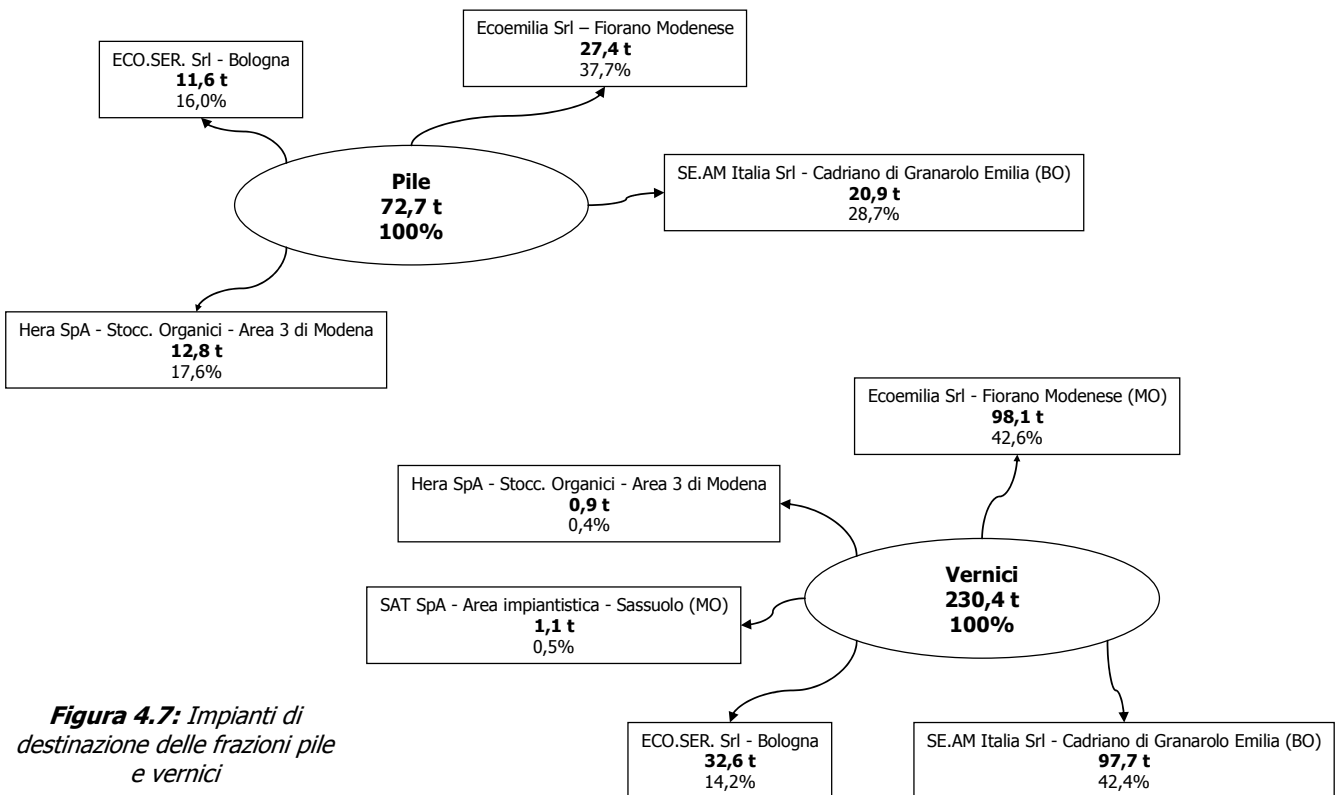 Ecoemilia Srl – Fiorano Modenese
27,4 t
37,7%
ECO.SER. Srl - Bologna
11,6 t
16,0%
Pile
72,7 t
100%
SE.AM Italia Srl - Cadriano di Granarolo Emilia (BO)
20,9 t
28,7%
Hera SpA - Stocc. Organici - Area 3 di Modena
12,8 t
17,6%
Ecoemilia Srl - Fiorano Modenese (MO)
98,1 t
42,6%
Hera SpA - Stocc. Organici - Area 3 di Modena
0,9 t
0,4%
Vernici
230,4 t
100%
SAT SpA - Area impiantistica - Sassuolo (MO)
1,1 t
0,5%
ECO.SER. Srl - Bologna
32,6 t
14,2%
SE.AM Italia Srl - Cadriano di Granarolo Emilia (BO)
97,7 t
42,4%
Figura 4.7: Impianti di
destinazione delle frazioni pile
e vernici